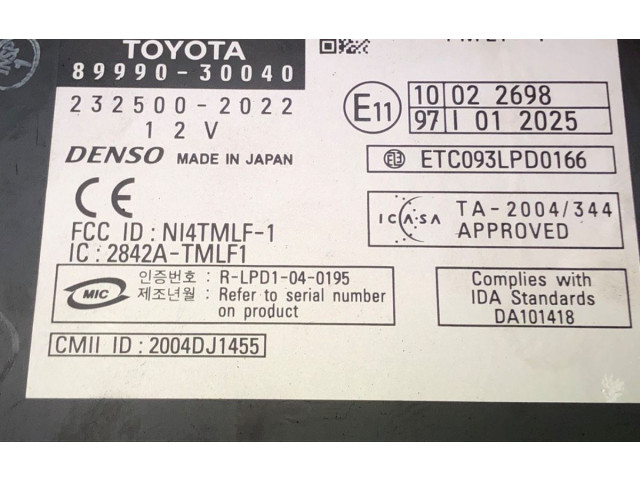 TOYOTA
89990-30040
232500-2022
12V
DENSO MADE IN JAPAN
CE
FCC ID : NI4TMLF-1
IC : 2842A-TMLF1
MIC
인증번호 : R-LPD1-04-0195
제조년월 : Refer to serial number
on product
CMII ID : 2004DJ1455
E11
10 02 2698
97 I 01 2025
ETC093LPD0166
ICASA
TA-2004/344
APPROVED
Complies with
IDA Standards
DA101418